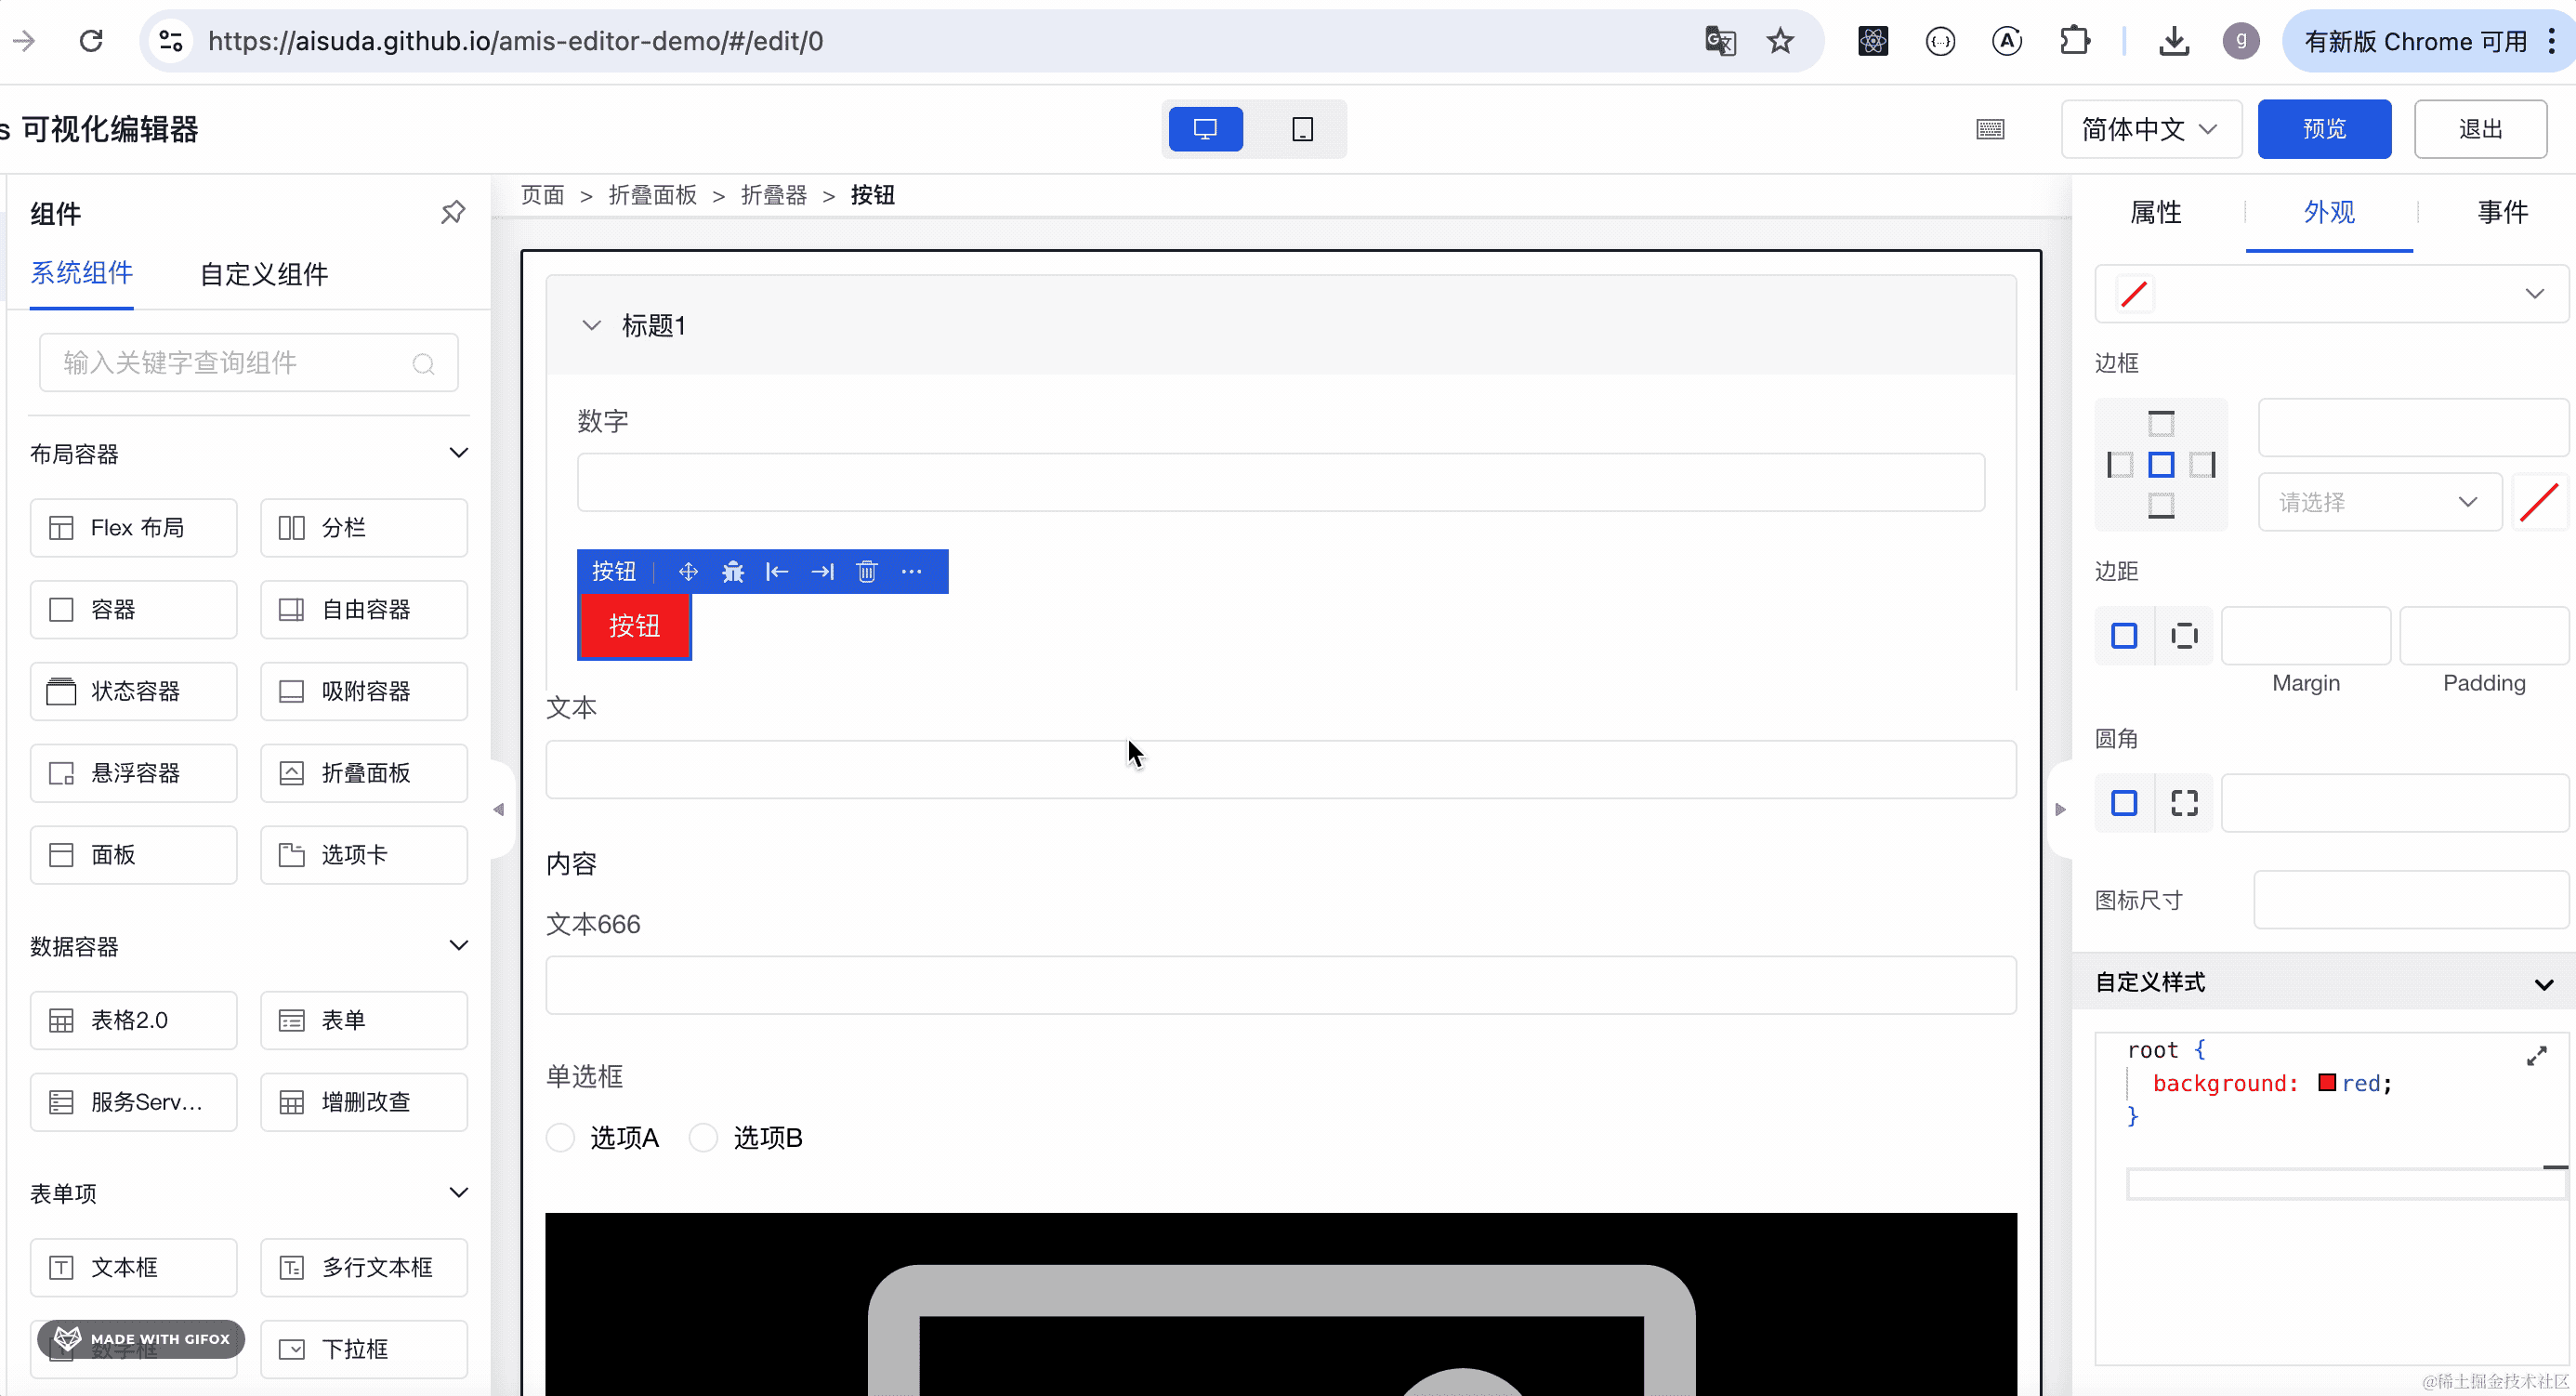 https://aisuda.github.io/amis-editor-demo/#/edit/0
g
有新版 Chrome 可用
s 可视化编辑器
简体中文
预览
退出
组件
系统组件
自定义组件
输入关键字查询组件
布局容器
Flex 布局
分栏
容器
自由容器
状态容器
吸附容器
悬浮容器
折叠面板
面板
选项卡
数据容器
表格2.0
表单
服务Serv...
增删改查
表单项
文本框
多行文本框
数字框
下拉框
MADE WITH GIFOX
页面 > 折叠面板 > 折叠器 > 按钮
标题1
数字
按钮
按钮
文本
内容
文本666
单选框
选项A 选项B
属性
外观
事件
边框
请选择
边距
Margin
Padding
圆角
图标尺寸
自定义样式
root {
background: red;
}
@稀土掘金技术社区